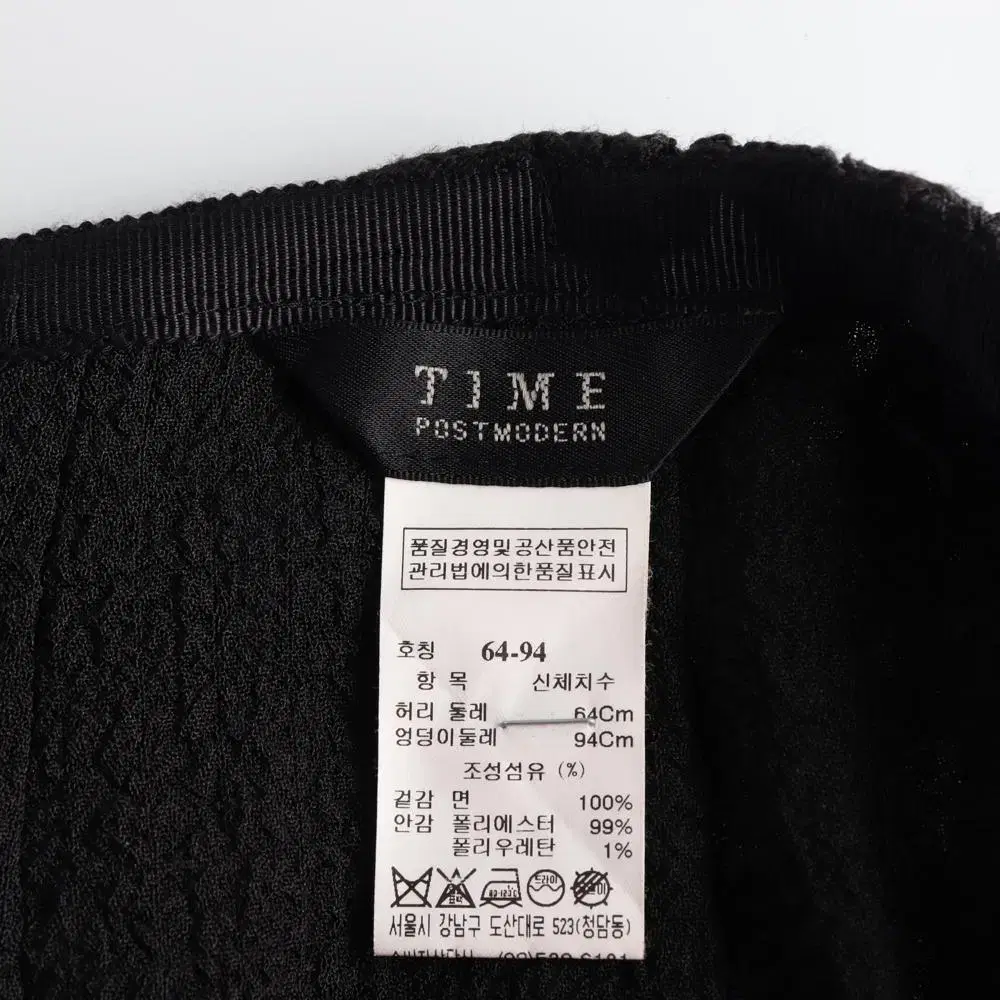 TIME
POSTMODERN
품질경영및공산품안전
관리법에의한품질표시
호칭 64-94
항 목 신체치수
허리 둘레 64Cm
엉덩이둘레 94Cm
조성섬유 (%)
겉감 면 100%
안감 폴리에스터 99%
폴리우레탄 1%
드라이
서울시 강남구 도산대로 523(청담동)